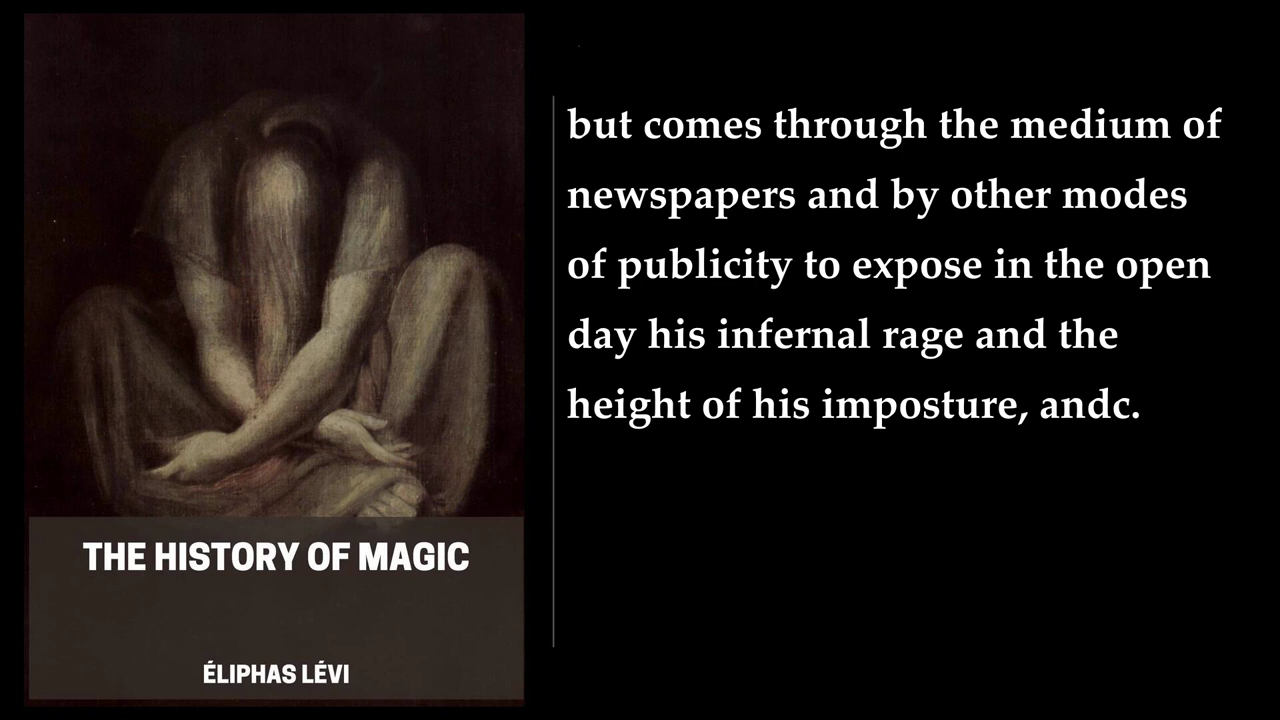 but comes through the medium of
newspapers and by other modes
of publicity to expose in the open
day his infernal rage and the
height of his imposture, andc.
THE HISTORY OF MAGIC
ÉLIPHAS LÉVI